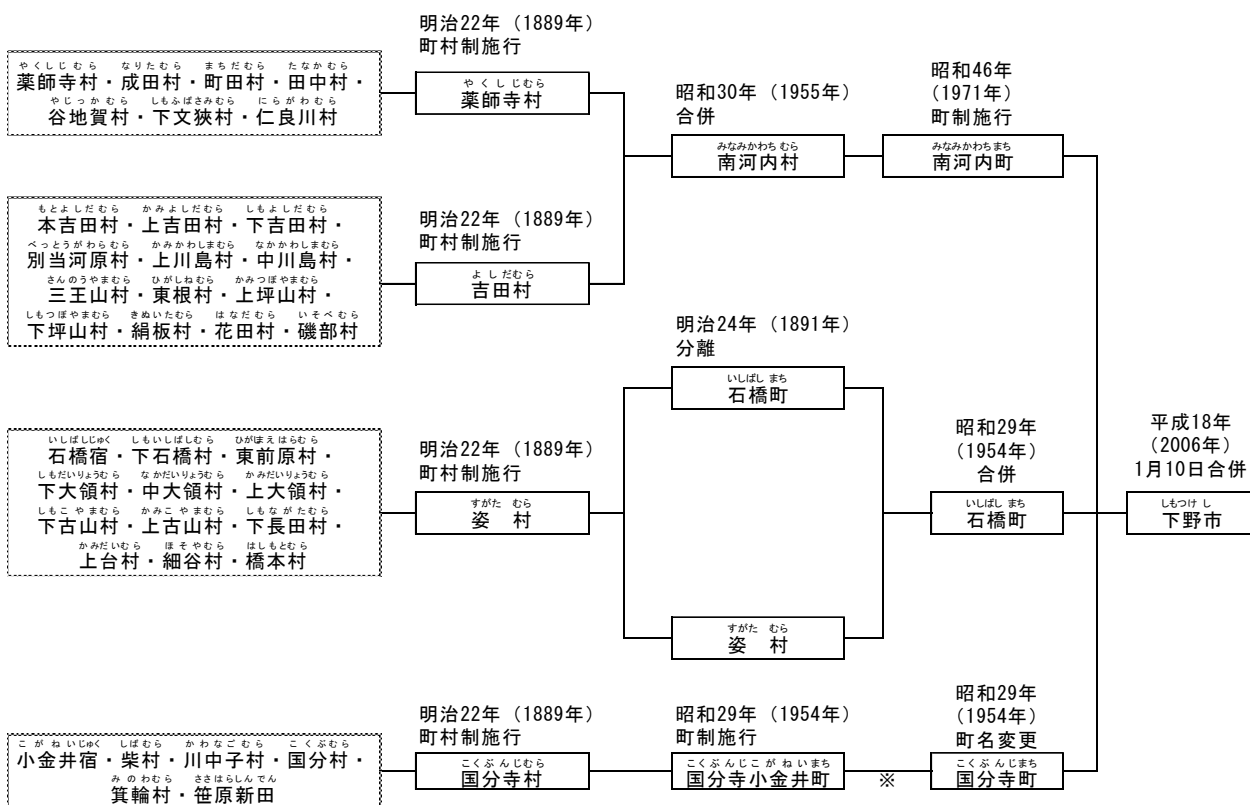 明治22年(1889年)
町村制施行
やくしじむら なりたむら まちだむら たなかむら
薬師寺村・成田村・町田村・田中村・
やじっかむら しもふばさみむら にらがわむら
谷地賀村・下文狹村・仁良川村
やくしじむら
薬師寺村
昭和30年(1955年)
合併
みなみかわちむら
南河内村
昭和46年
(1971年)
町制施行
みなみかわちまち
南河内町
もとよしだむら かみよしだむら しもよしだむら
本吉田村・上吉田村・下吉田村・
べっとうがわらむら かみかわしまむら なかかわしまむら
別当河原村・上川島村・中川島村・
さんのうやまむら ひがしねむら かみつぼやまむら
三王山村・東根村・上坪山村・
しもつぼやまむら きぬいたむら はなだむら いそべむら
下坪山村・絹板村・花田村・磯部村
明治22年(1889年)
町村制施行
よしだむら
吉田村
明治24年(1891年)
分離
いしばしまち
石橋町
いしばしじゅく しもいしばしむら ひがまえはらむら
石橋宿・下石橋村・東前原村・
しもだいりょうむら なかだいりょうむら かみだいりょうむら
下大領村・中大領村・上大領村・
しもこやまむら かみこやまむら しもながたむら
下古山村・上古山村・下長田村・
かみだいむら ほそやむら はしもとむら
上台村・細谷村・橋本村
明治22年(1889年)
町村制施行
すがた むら
姿 村
すがた むら
姿 村
昭和29年
(1954年)
合併
いしばしまち
石橋町
平成18年
(2006年)
1月10日合併
しもつけし
下野市
こがねいじゅく しばむら かわなごむら こくぶむら
小金井宿・柴村・川中子村・国分村・
みのわむら ささはらしんでん
箕輪村・笹原新田
明治22年(1889年)
町村制施行
こくぶんじむら
国分寺村
昭和29年(1954年)
町制施行
こくぶんじこがねいまち
国分寺小金井町
※
昭和29年
(1954年)
町名変更
こくぶんじまち
国分寺町